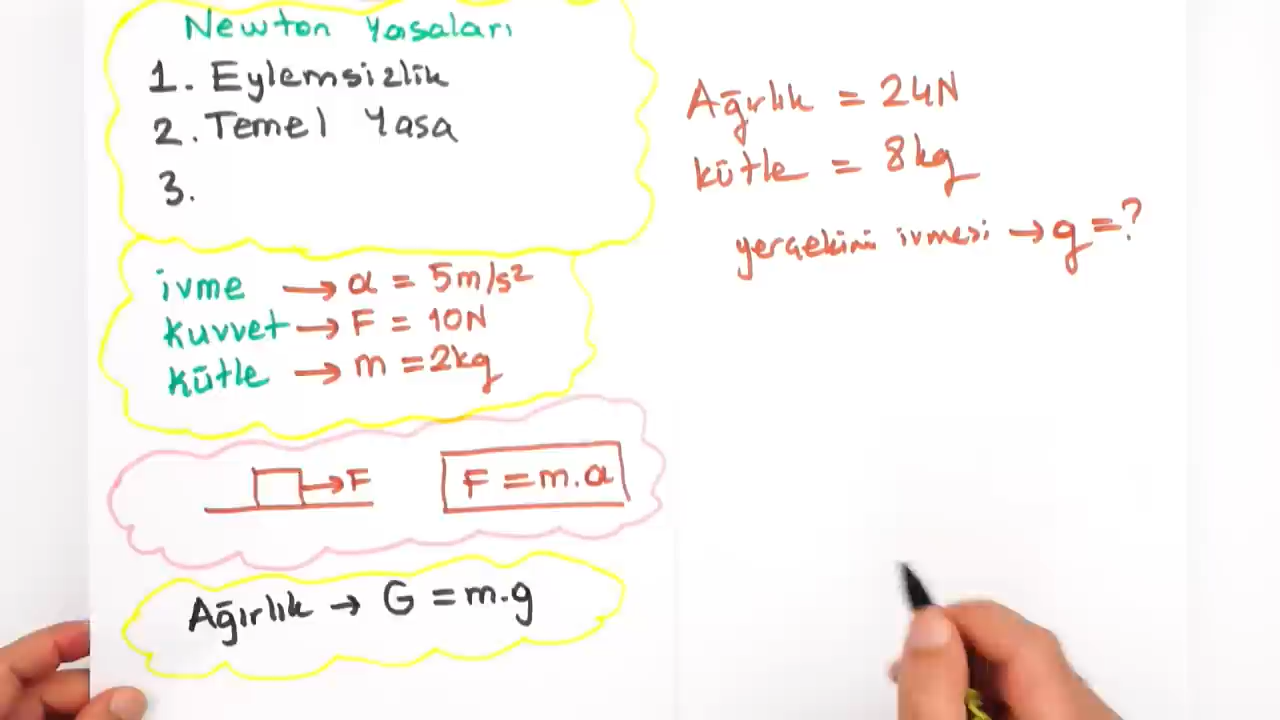 Newton Yasaları
1. Eylemsizlik
2. Temel Yasa
3.
ivme → a = 5m/s²
kuvvet → F = 10N
kütle → m = 2kg
→F
F = m.a
Ağırlık → G = m.g
Ağırlık = 24N
kütle = 8kg
yerçekimi ivmesi → g = ?